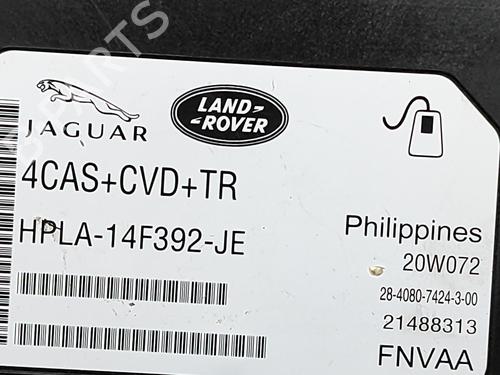 JAGUAR
LAND-
-ROVER
4CAS+CVD+TR
HPLA-14F392-JE
Philippines
20W072
28-4080-7424-3-00
21488313
FNVAA